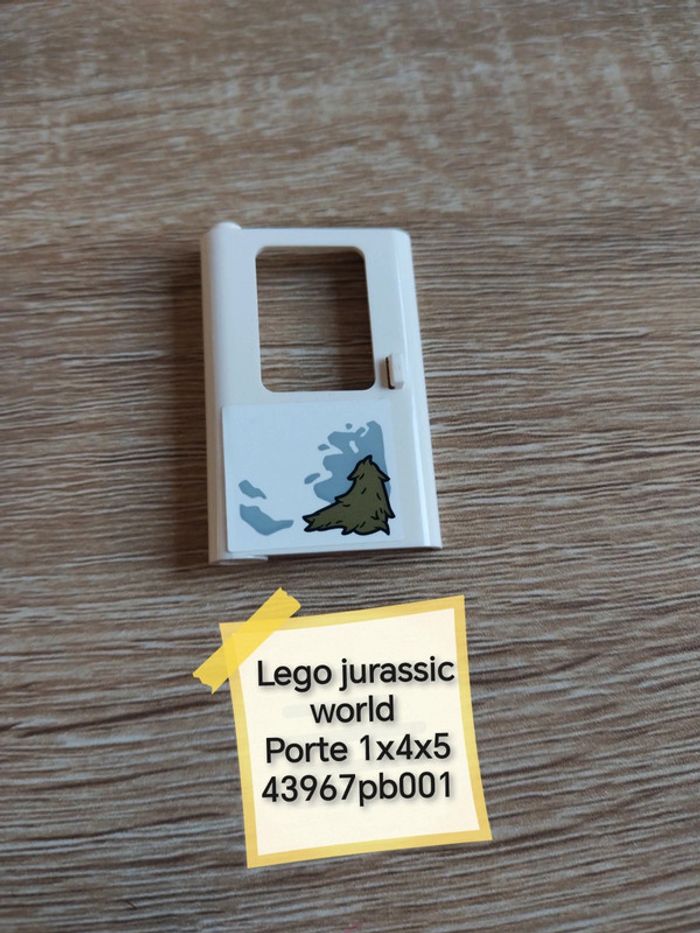 Lego jurassic
world
Porte 1x4x5
43967pb001